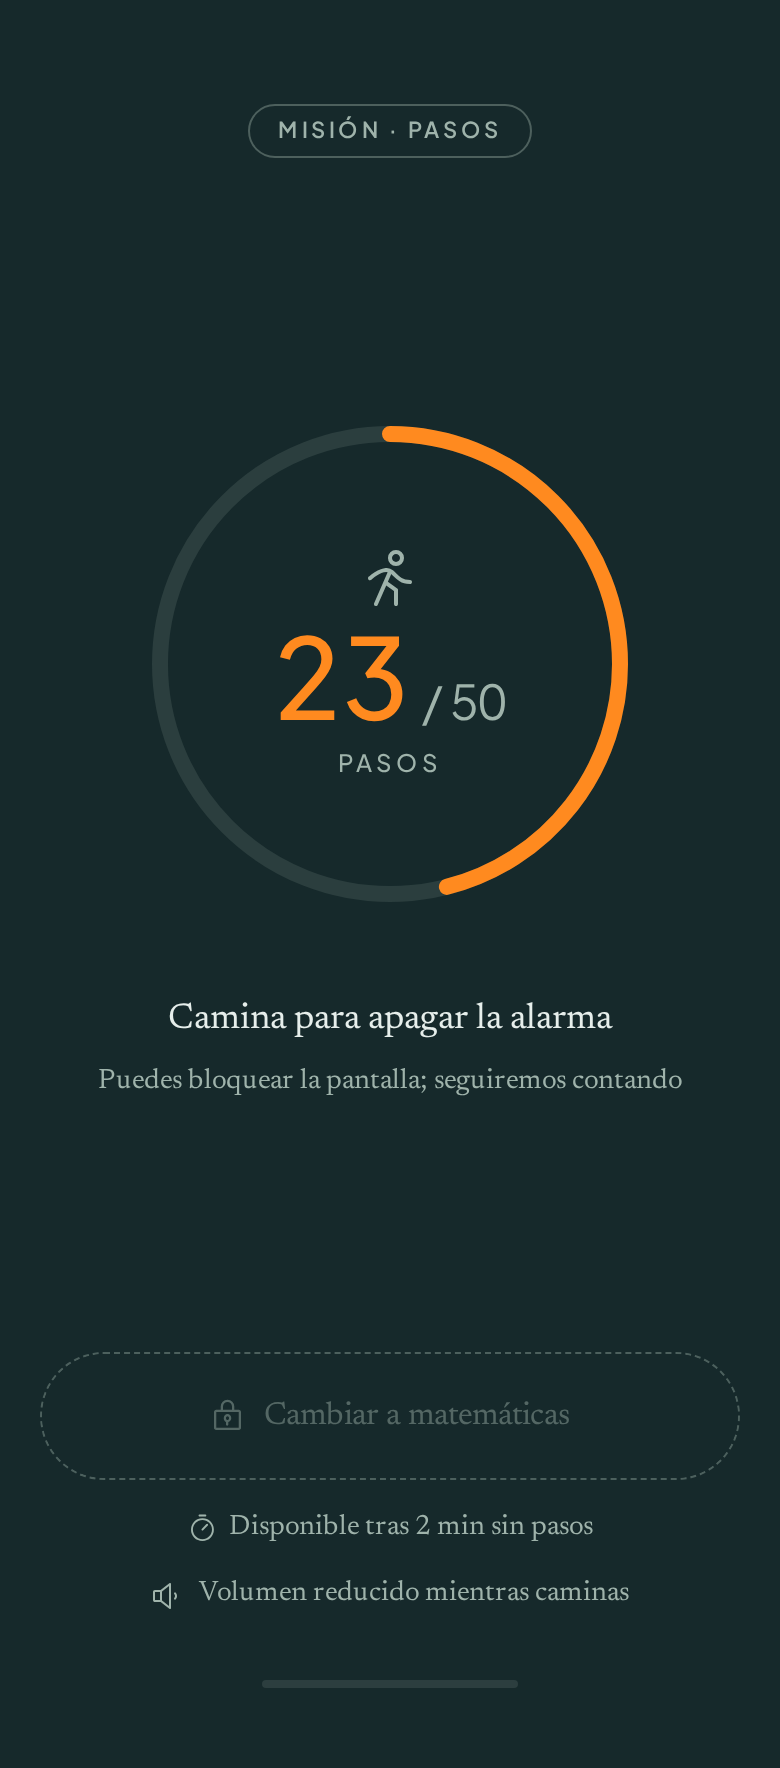 MISIÓN · PASOS
23 / 50
PASOS
Camina para apagar la alarma
Puedes bloquear la pantalla; seguiremos contando
Cambiar a matemáticas
Disponible tras 2 min sin pasos
Volumen reducido mientras caminas